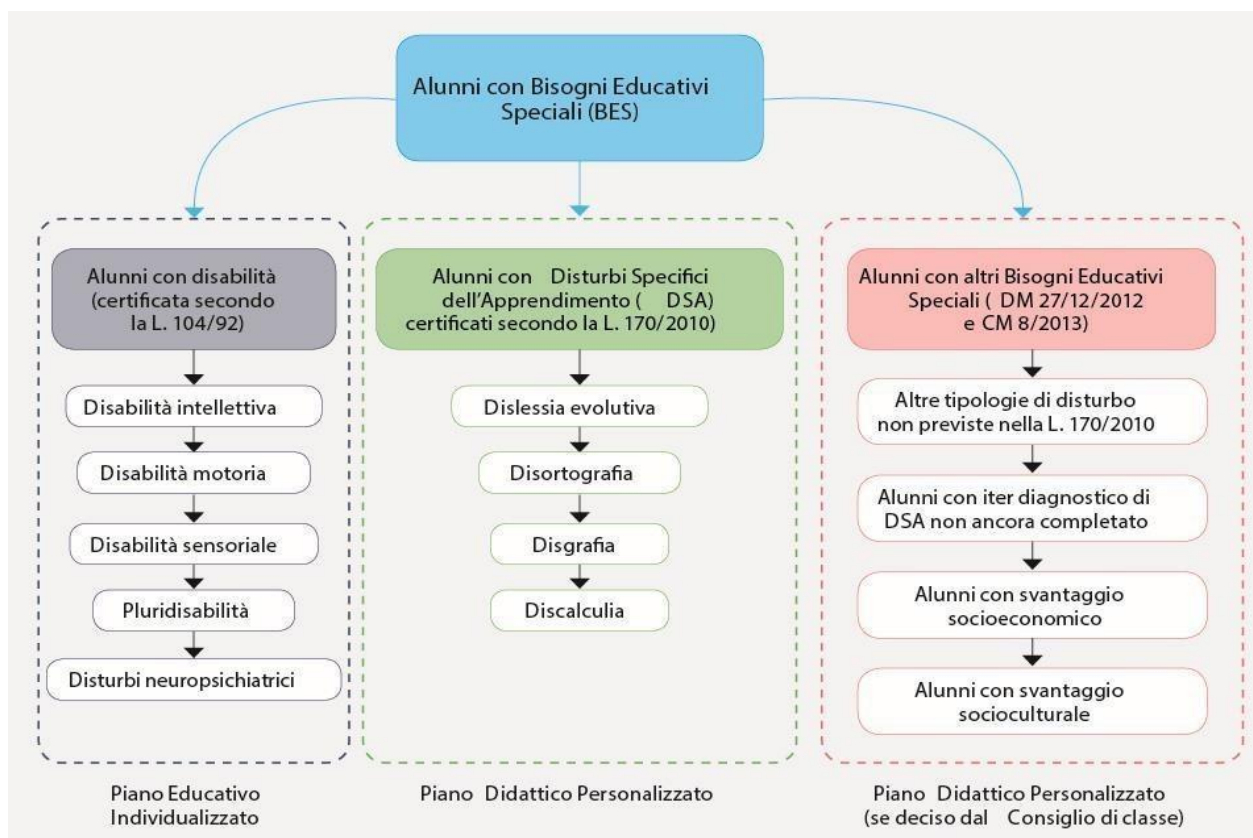 Alunni con Bisogni Educativi
Speciali (BES)
Alunni con disabilità
(certificata secondo
la L. 104/92)
Disabilità intellettiva
Disabilità motoria
Disabilità sensoriale
Pluridisabilità
Disturbi neuropsichiatrici
Piano Educativo
Individualizzato
Alunni con Disturbi Specifici
dell'Apprendimento ( DSA)
certificati secondo la L. 170/2010)
Dislessia evolutiva
Disortografia
Disgrafia
Discalculia
Piano Didattico Personalizzato
Alunni con altri Bisogni Educativi
Speciali ( DM 27/12/2012
e CM 8/2013)
Altre tipologie di disturbo
non previste nella L. 170/2010
Alunni con iter diagnostico di
DSA non ancora completato
Alunni con svantaggio
socioeconomico
Alunni con svantaggio
socioculturale
Piano Didattico Personalizzato
(se deciso dal Consiglio di classe)